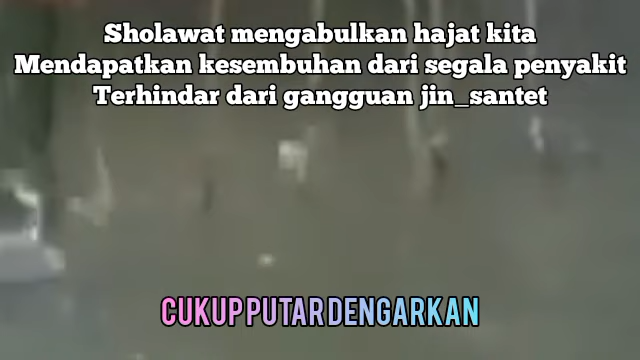 Sholawat mengabulkan hajat kita
Mendapatkan kesembuhan dari segala penyakit
Terhindar dari gangguan jin_santet
CUKUP PUTAR DENGARKAN